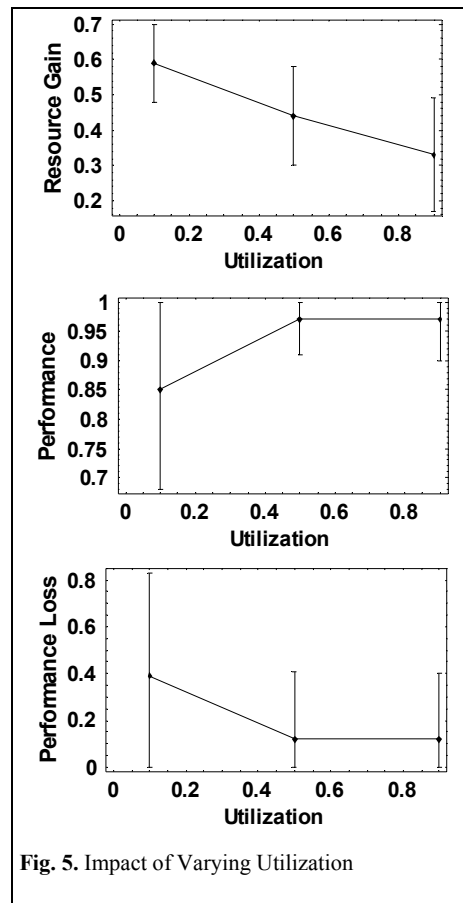 0.7
0.6
0.5
0.4
0.3
0.2
Resource Gain
0 0.2 0.4 0.6 0.8
Utilization
1
0.95
0.9
0.85
0.8
0.75
0.7
Performance
0 0.2 0.4 0.6 0.8
Utilization
0.8
0.6
0.4
0.2
0
Performance Loss
0 0.2 0.4 0.6 0.8
Utilization
Fig. 5. Impact of Varying Utilization